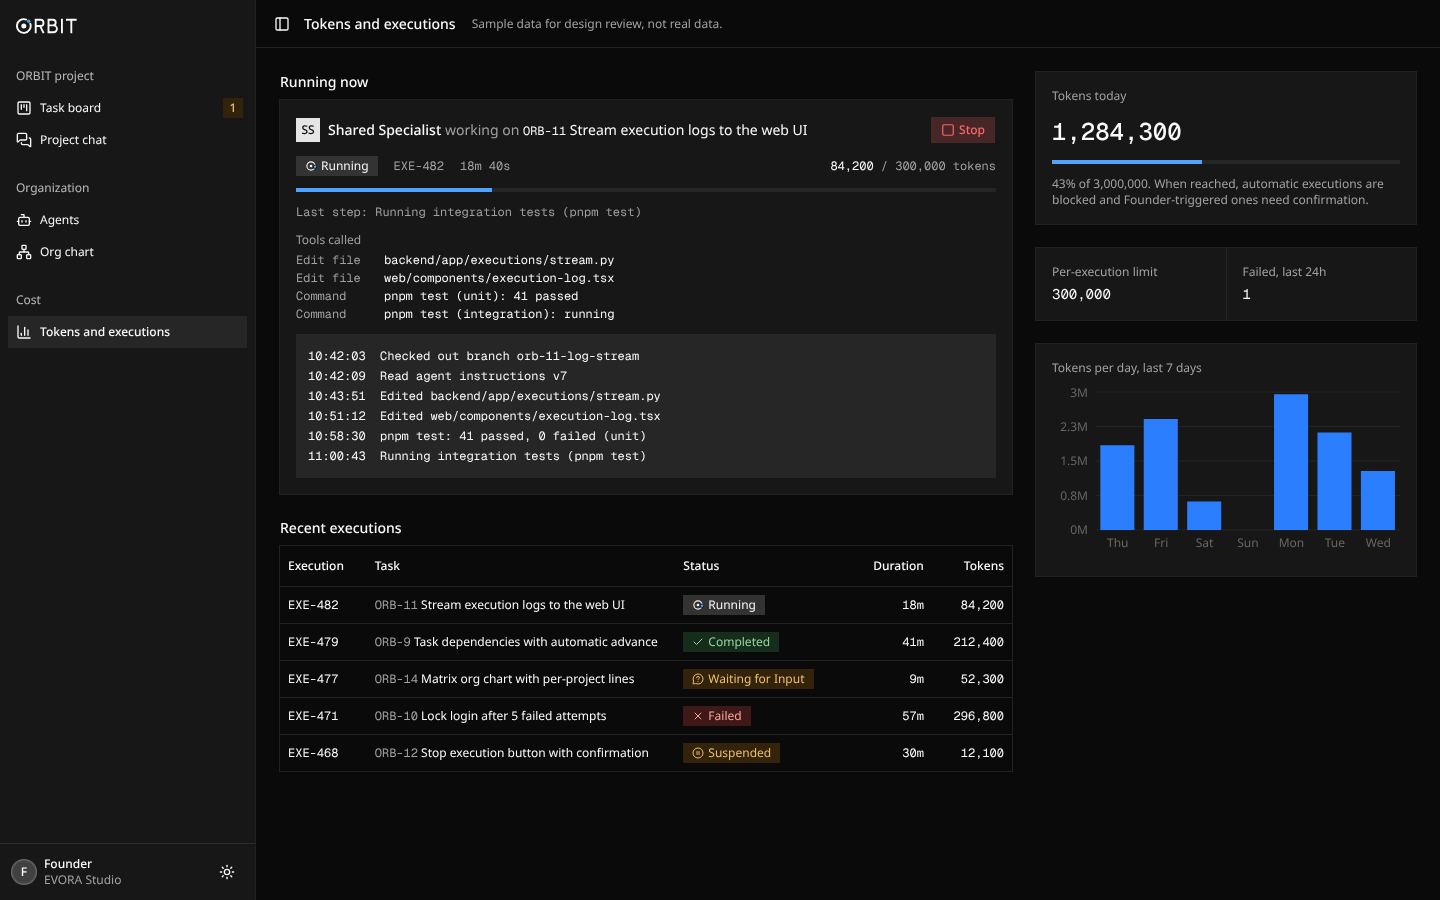 ORBIT
ORBIT project
Task board 1
Project chat
Organization
Agents
Org chart
Cost
Tokens and executions
F Founder
EVORA Studio
Tokens and executions Sample data for design review, not real data.
Running now
SS Shared Specialist working on ORB-11 Stream execution logs to the web UI Stop
Running EXE-482 18m 40s 84,200 / 300,000 tokens
Last step: Running integration tests (pnpm test)
Tools called
Edit file backend/app/executions/stream.py
Edit file web/components/execution-log.tsx
Command pnpm test (unit): 41 passed
Command pnpm test (integration): running
10:42:03 Checked out branch orb-11-log-stream
10:42:09 Read agent instructions v7
10:43:51 Edited backend/app/executions/stream.py
10:51:12 Edited web/components/execution-log.tsx
10:58:30 pnpm test: 41 passed, 0 failed (unit)
11:00:43 Running integration tests (pnpm test)
Recent executions
Execution Task Status Duration Tokens
EXE-482 ORB-11 Stream execution logs to the web UI Running 18m 84,200
EXE-479 ORB-9 Task dependencies with automatic advance Completed 41m 212,400
EXE-477 ORB-14 Matrix org chart with per-project lines Waiting for Input 9m 52,300
EXE-471 ORB-10 Lock login after 5 failed attempts Failed 57m 296,800
EXE-468 ORB-12 Stop execution button with confirmation Suspended 30m 12,100
Tokens today
1,284,300
43% of 3,000,000. When reached, automatic executions are
blocked and Founder-triggered ones need confirmation.
Per-execution limit Failed, last 24h
300,000 1
Tokens per day, last 7 days
3M
2.3M
1.5M
0.8M
0M
Thu Fri Sat Sun Mon Tue Wed